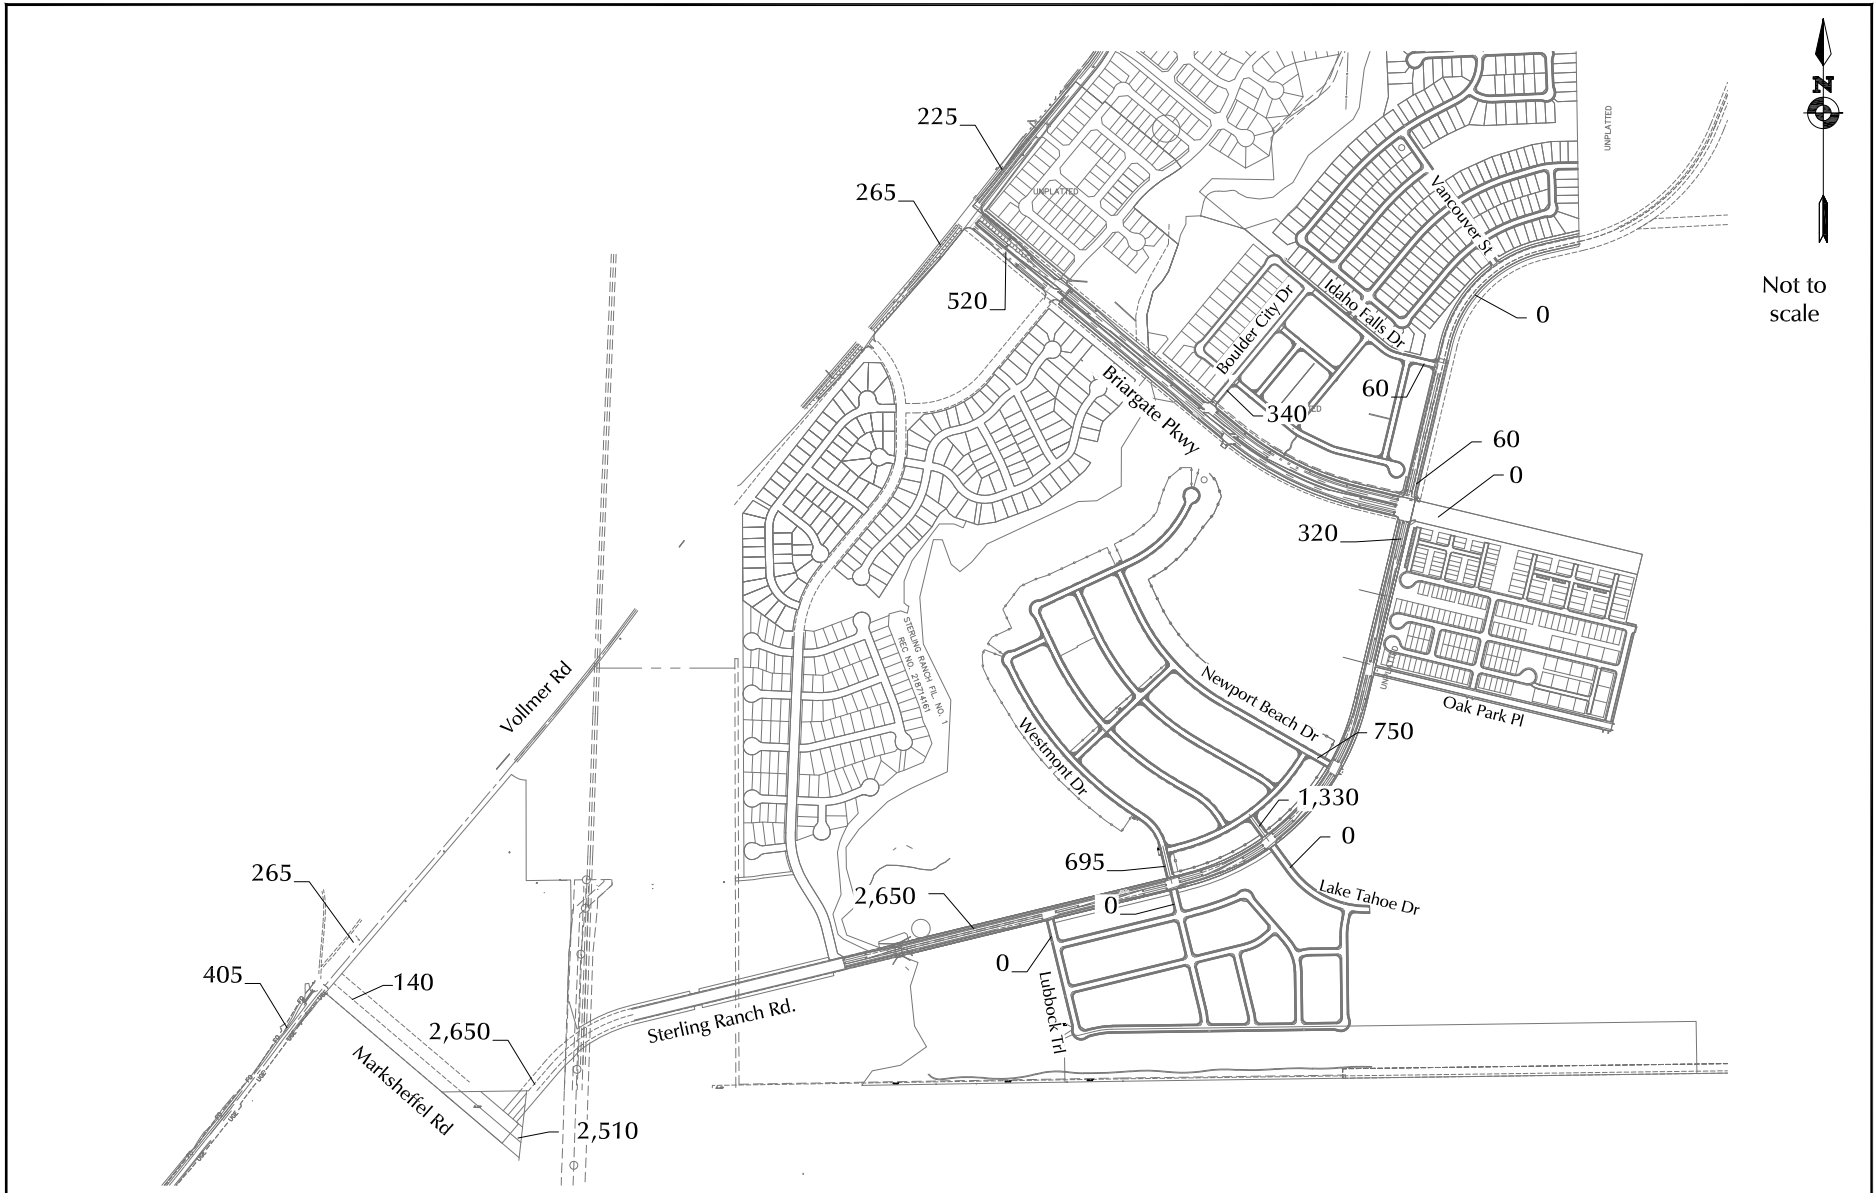 N
Not to
scale
UNPLATTED
225
UNPLATTED
265
Vancouver St
520
Idaho Falls Dr
Boulder City Dr
0
60
340
Briargate Pkwy
60
0
320
STERLING RANCH FIL. NO. 1
REC NO. 218714161
Vollmer Rd
Newport Beach Dr
Oak Park Pl
Westmont Dr
750
1,330
0
695
265
2,650
0
Lake Tahoe Dr
405
140
0
Lubbock Trl
2,650
Sterling Ranch Rd.
Marksheffel Rd
2,510